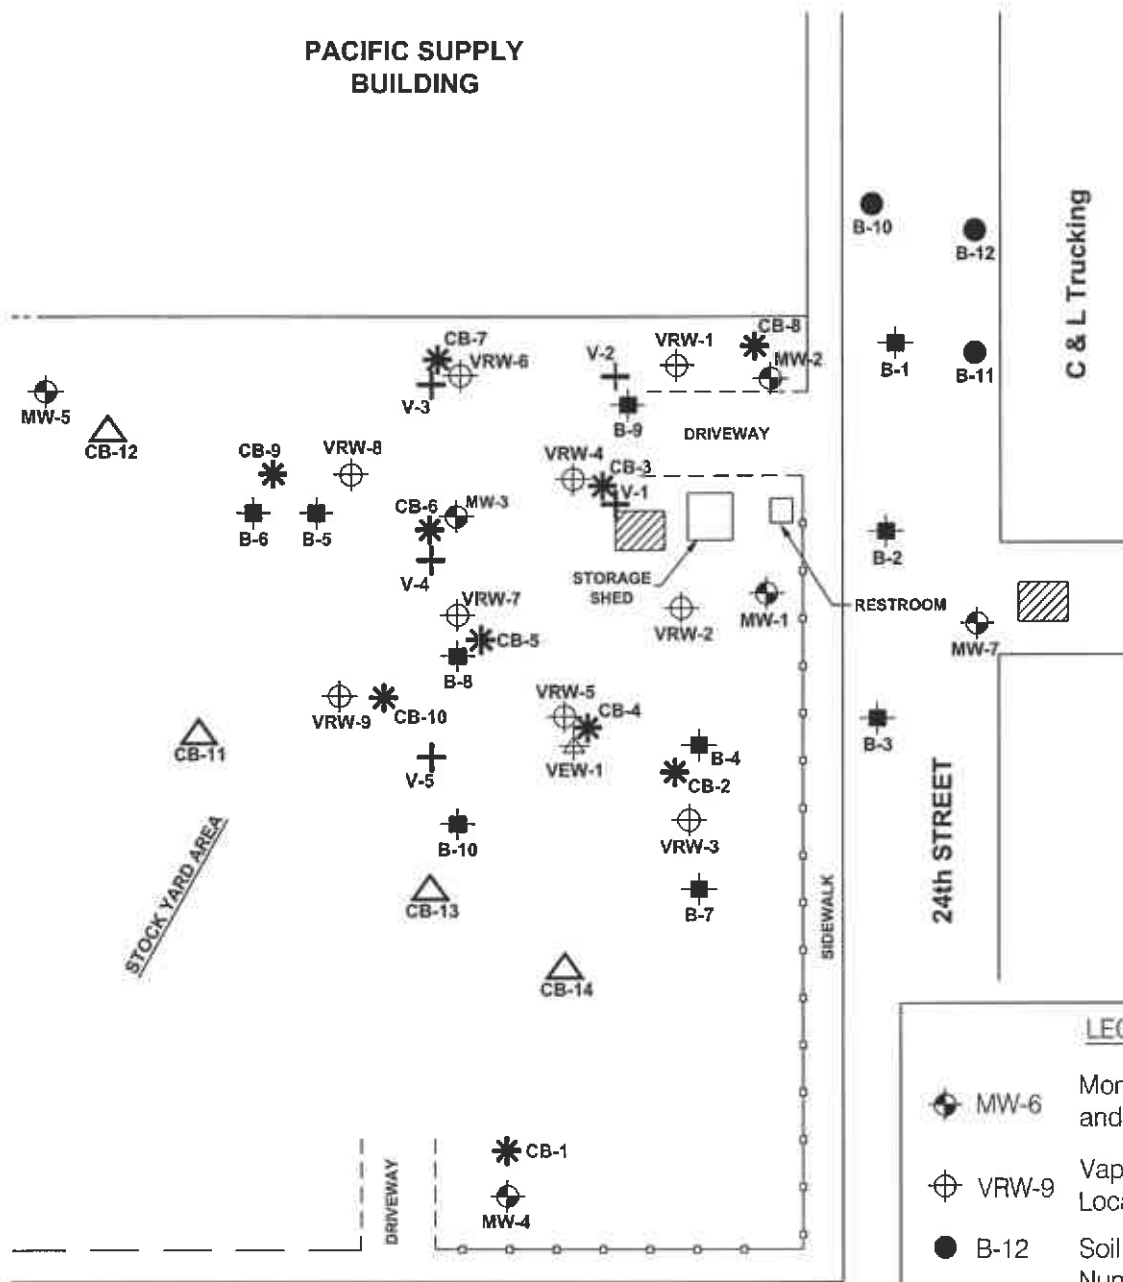 PACIFIC SUPPLY
BUILDING
B-10
B-12
C & L Trucking
CB-7
VRW-6
V-3
V-2
VRW-1
CB-8
MW-2
B-1
B-11
MW-5
CB-12
B-9
DRIVEWAY
CB-9
VRW-8
VRW-4
CB-3
V-1
CB-6
MW-3
B-6
B-5
V-4
B-2
STORAGE
SHED
RESTROOM
VRW-7
CB-5
B-8
VRW-2
MW-1
MW-7
VRW-9
CB-10
VRW-5
CB-4
VEW-1
B-4
CB-2
B-3
CB-11
V-5
B-10
VRW-3
B-7
24th STREET
STOCK YARD AREA
CB-13
CB-14
SIDEWALK
CB-1
MW-4
DRIVEWAY
MW-6
and
VRW-9
B-12
Soil